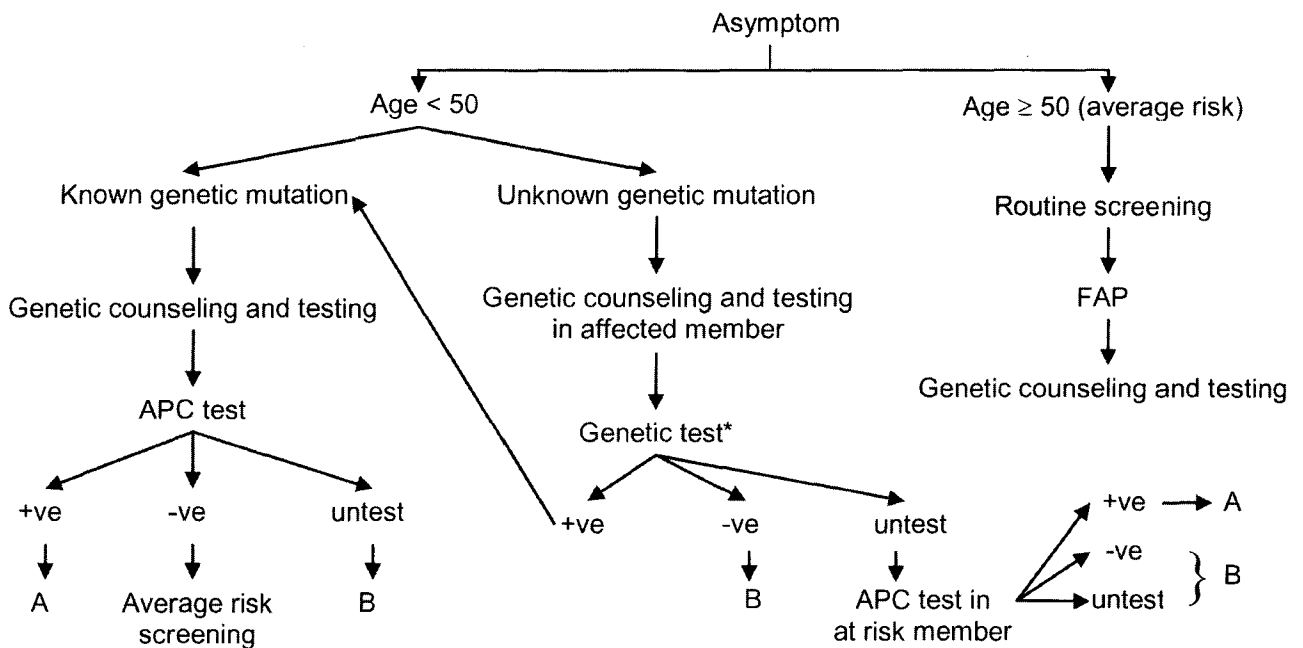 Asymptom
Age < 50
Age ≥ 50 (average risk)
Known genetic mutation
Unknown genetic mutation
Routine screening
Genetic counseling and testing
Genetic counseling and testing
in affected member
FAP
Genetic counseling and testing
APC test
Genetic test*
+ve
-ve
untest
+ve
-ve
untest
+ve
A
-ve
untest
} B
A
Average risk
screening
B
B
APC test in
at risk member